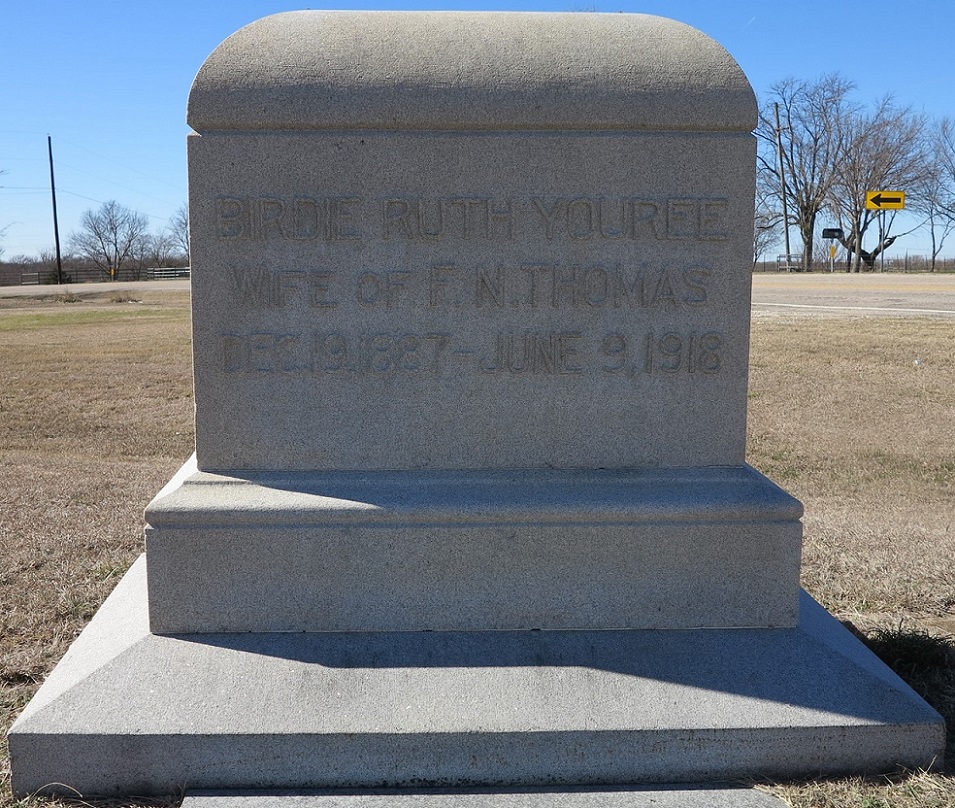 BIRDIE RUTH YOUREE
WIFE OF F. N. THOMAS
DEC. 19, 1887 – JUNE 9, 1918